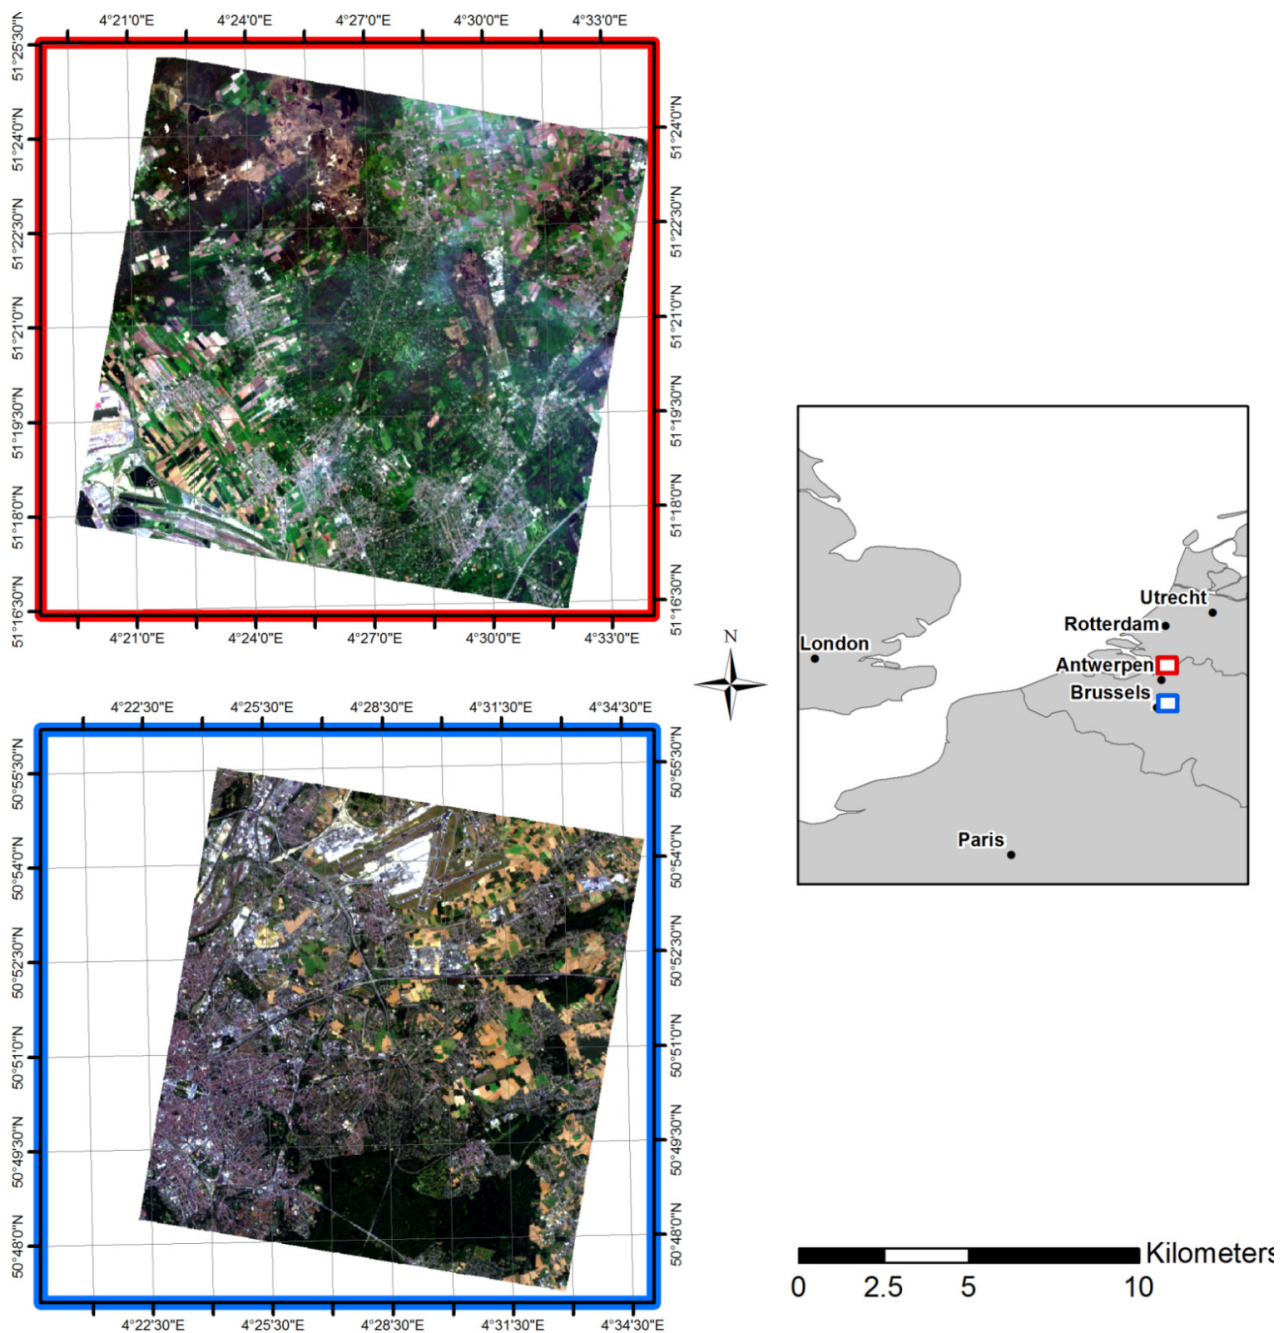 4°21'0"E 4°24'0"E 4°27'0"E 4°30'0"E 4°33'0"E
51°25'30"N
51°24'0"N
51°22'30"N
51°21'0"N
51°19'30"N
51°18'0"N
51°16'30"N
51°24'0"N
51°22'30"N
51°21'0"N
51°19'30"N
51°18'0"N
51°16'30"N
4°21'0"E 4°24'0"E 4°27'0"E 4°30'0"E 4°33'0"E
4°22'30"E 4°25'30"E 4°28'30"E 4°31'30"E 4°34'30"E
50°55'30"N
50°54'0"N
50°52'30"N
50°51'0"N
50°49'30"N
50°48'0"N
50°55'30"N
50°54'0"N
50°52'30"N
50°51'0"N
50°49'30"N
50°48'0"N
4°22'30"E 4°25'30"E 4°28'30"E 4°31'30"E 4°34'30"E
N
Utrecht
Rotterdam
London
Antwerpen
Brussels
Paris
Kilometers
0 2.5 5 10